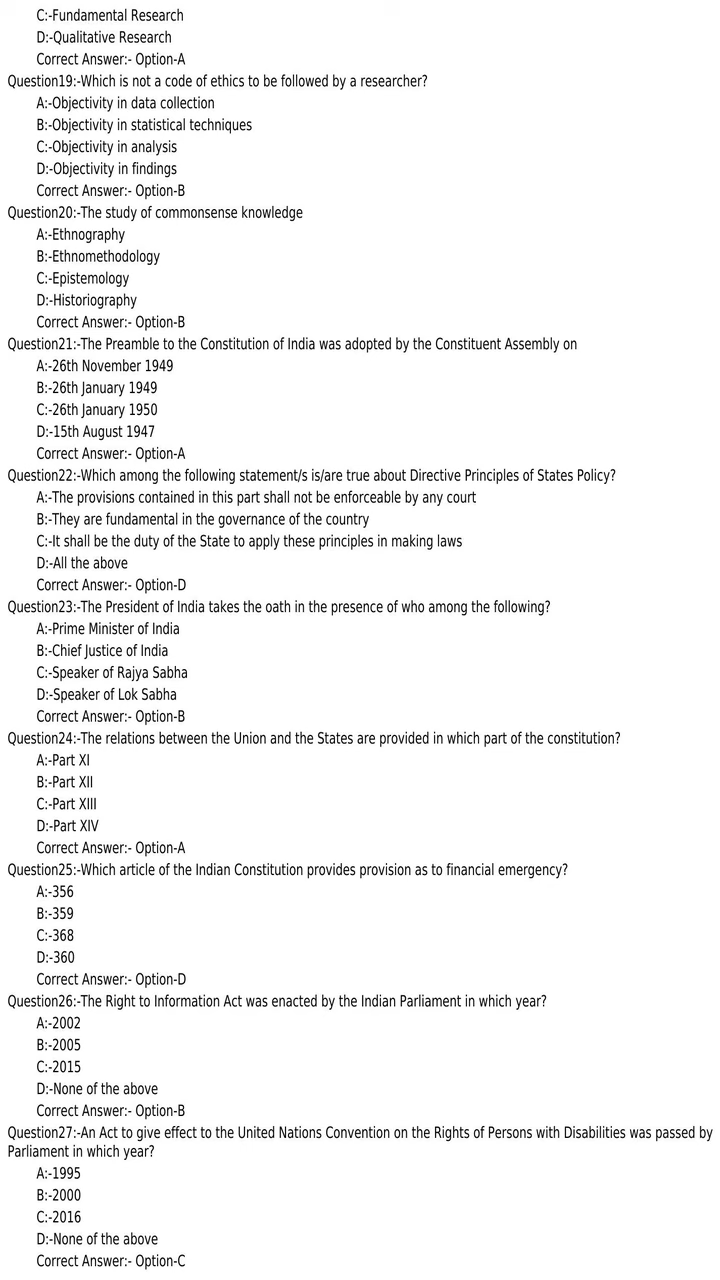 C:-Fundamental Research
D:-Qualitative Research
Correct Answer:- Option-A
Question19:-Which is not a code of ethics to be followed by a researcher?
A:-Objectivity in data collection
B:-Objectivity in statistical techniques
C:-Objectivity in analysis
D:-Objectivity in findings
Correct Answer:- Option-B
Question20:-The study of commonsense knowledge
A:-Ethnography
B:-Ethnomethodology
C:-Epistemology
D:-Historiography
Correct Answer:- Option-B
Question21:-The Preamble to the Constitution of India was adopted by the Constituent Assembly on
A:-26th November 1949
B:-26th January 1949
C:-26th January 1950
D:-15th August 1947
Correct Answer:- Option-A
Question22:-Which among the following statement/s is/are true about Directive Principles of States Policy?
A:-The provisions contained in this part shall not be enforceable by any court
B:-They are fundamental in the governance of the country
C:-It shall be the duty of the State to apply these principles in making laws
D:-All the above
Correct Answer:- Option-D
Question23:-The President of India takes the oath in the presence of who among the following?
A:-Prime Minister of India
B:-Chief Justice of India
C:-Speaker of Rajya Sabha
D:-Speaker of Lok Sabha
Correct Answer:- Option-B
Question24:-The relations between the Union and the States are provided in which part of the constitution?
A:-Part XI
B:-Part XII
C:-Part XIII
D:-Part XIV
Correct Answer:- Option-A
Question25:-Which article of the Indian Constitution provides provision as to financial emergency?
A:-356
B:-359
C:-368
D:-360
Correct Answer:- Option-D
Question26:-The Right to Information Act was enacted by the Indian Parliament in which year?
A:-2002
B:-2005
C:-2015
D:-None of the above
Correct Answer:- Option-B
Question27:-An Act to give effect to the United Nations Convention on the Rights of Persons with Disabilities was passed by
Parliament in which year?
A:-1995
B:-2000
C:-2016
D:-None of the above
Correct Answer:- Option-C